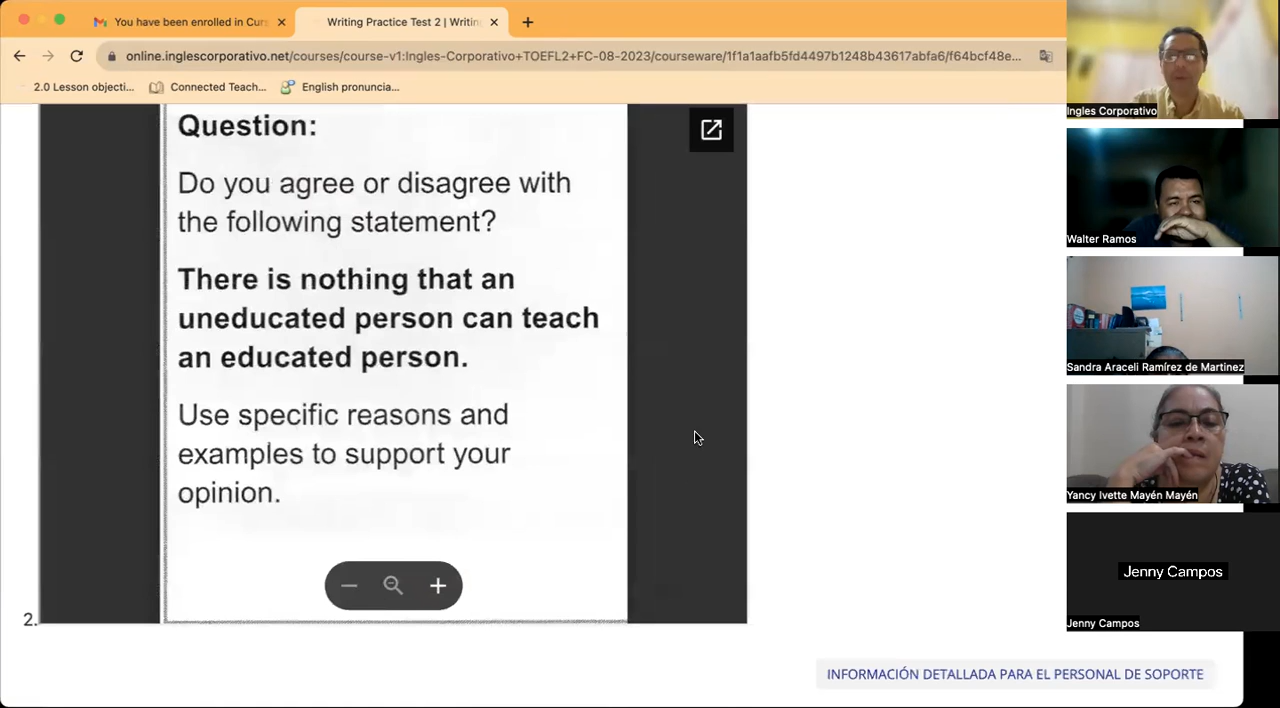 You have been enrolled in Curs
Writing Practice Test 2 | Writin
online.inglescorporativo.net/courses/course-v1:Ingles-Corporativo+TOEFL2+FC-08-2023/courseware/1f1a1aafb5fd4497b1248b43617abfa6/f64bcf48e...
2.0 Lesson objecti...
Connected Teach...
English pronuncia...
Question:
Do you agree or disagree with
the following statement?
There is nothing that an
uneducated person can teach
an educated person.
Use specific reasons and
examples to support your
opinion.
2.
INFORMACIÓN DETALLADA PARA EL PERSONAL DE SOPORTE
Ingles Corporativo
Walter Ramos
Sandra Araceli Ramírez de Martinez
Yancy Ivette Mayén Mayén
Jenny Campos
Jenny Campos